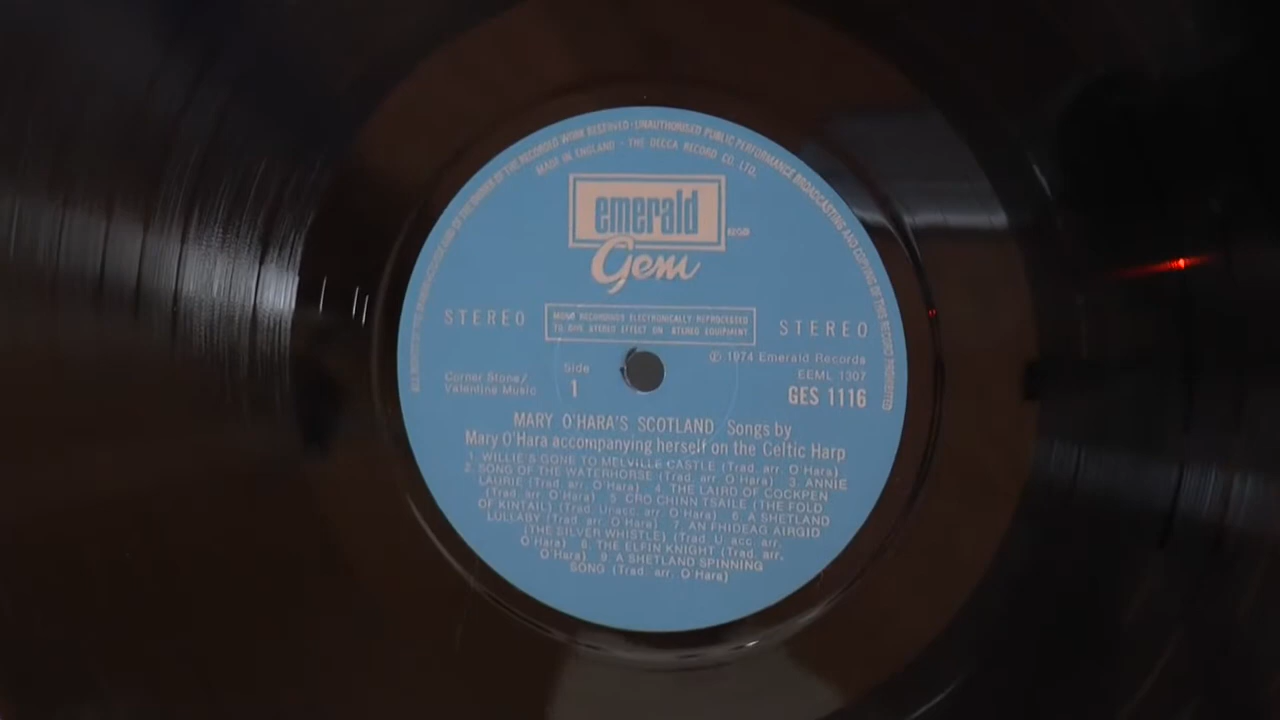 ALL RIGHTS OF THE MANUFACTURER AND OF THE OWNER OF THE RECORDED WORK RESERVED · UNAUTHORISED PUBLIC PERFORMANCE BROADCASTING AND COPYING OF THIS RECORD PROHIBITED
MADE IN ENGLAND · THE DECCA RECORD CO. LTD.
emerald
Gem
STEREO
MONO RECORDINGS ELECTRONICALLY REPROCESSED
TO GIVE STEREO EFFECT ON STEREO EQUIPMENT
STEREO
℗ 1974 Emerald Records
EEML 1307
GES 1116
Side
1
Corner Stone/
Valentine Music
MARY O'HARA'S SCOTLAND Songs by
Mary O'Hara accompanying herself on the Celtic Harp
1. WILLIE'S GONE TO MELVILLE CASTLE (Trad. arr. O'Hara)
2. SONG OF THE WATERHORSE (Trad. arr. O'Hara) 3. ANNIE
LAURIE (Trad. arr. O'Hara) 4. THE LAIRD OF COCKPEN
(Trad. arr. O'Hara) 5. CRO CHINN TSAILE (THE FOLD
OF KINTAIL) (Trad. Unacc. arr. O'Hara) 6. A SHETLAND
LULLABY (Trad. arr. O'Hara) 7. AN FHIDEAG AIRGID
(THE SILVER WHISTLE) (Trad. U. acc. arr.
O'Hara) 8. THE ELFIN KNIGHT (Trad. arr.
O'Hara) 9. A SHETLAND SPINNING
SONG (Trad. arr. O'Hara)